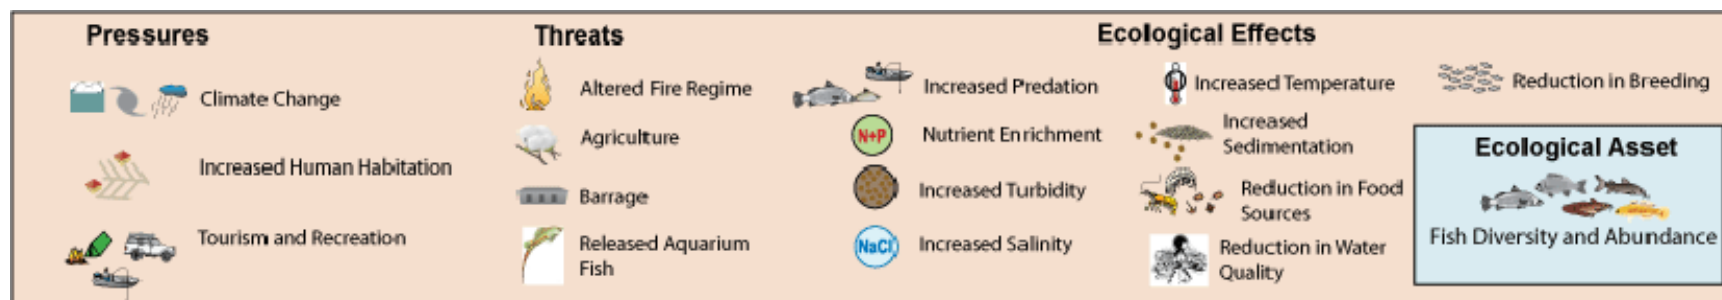 Pressures
Climate Change
Increased Human Habitation
Tourism and Recreation
Threats
Altered Fire Regime
Agriculture
Barrage
Released Aquarium
Fish
Ecological Effects
Increased Predation
N+P
Nutrient Enrichment
Increased Turbidity
NaCl
Increased Salinity
Increased Temperature
Increased
Sedimentation
Reduction in Food
Sources
Reduction in Water
Quality
Reduction in Breeding
Ecological Asset
Fish Diversity and Abundance